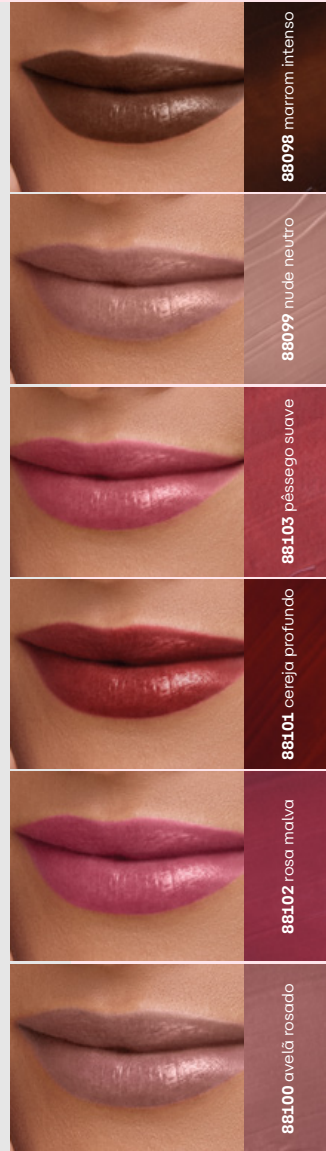 88098 marrom intenso
88099 nude neutro
88103 pêssego suave
88101 cereja profundo
88102 rosa malva
88100 avelã rosado